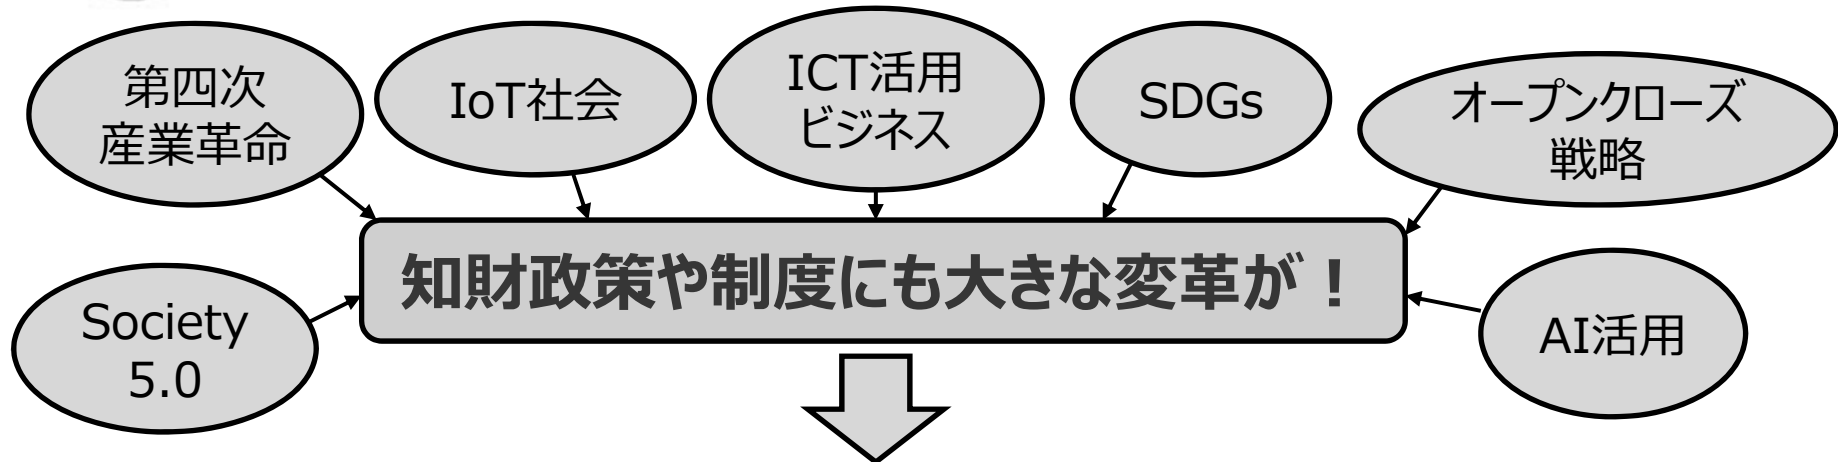 第四次
産業革命
IoT社会
ICT活用
ビジネス
SDGs
オープンクローズ
戦略
知財政策や制度にも大きな変革が！
Society
5.0
AI活用